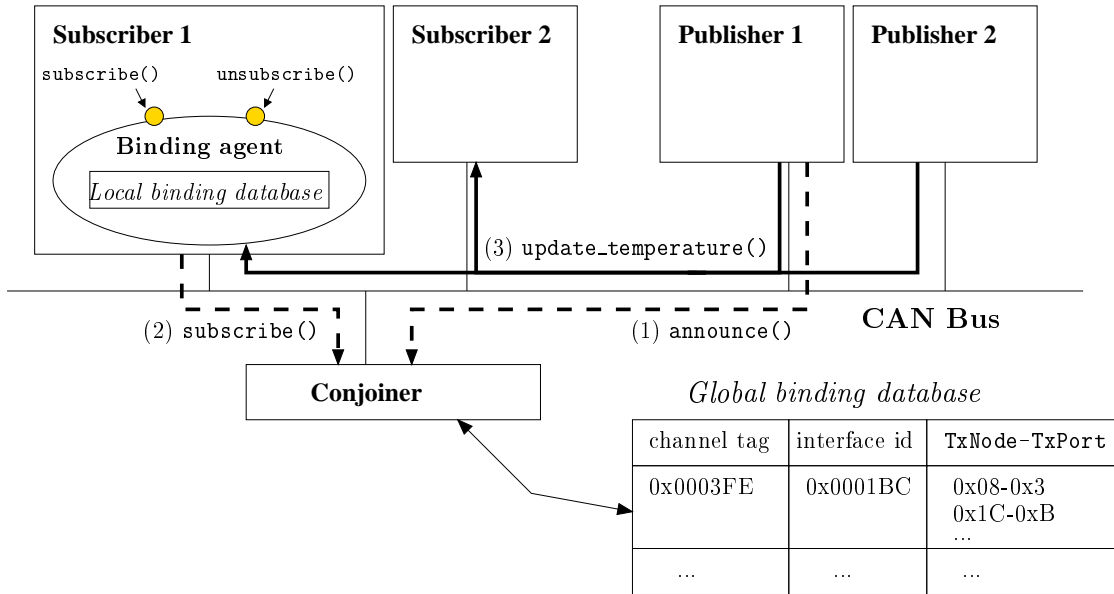 Subscriber 1
Subscriber 2
Publisher 1
Publisher 2
subscribe()
unsubscribe()
Binding agent
Local binding database
(3) update_temperature()
(2) subscribe()
(1) announce()
CAN Bus
Conjoiner
Global binding database
channel tag interface id TxNode-TxPort
0x0003FE 0x0001BC 0x08-0x3
0x1C-0xB
...
... ... ...